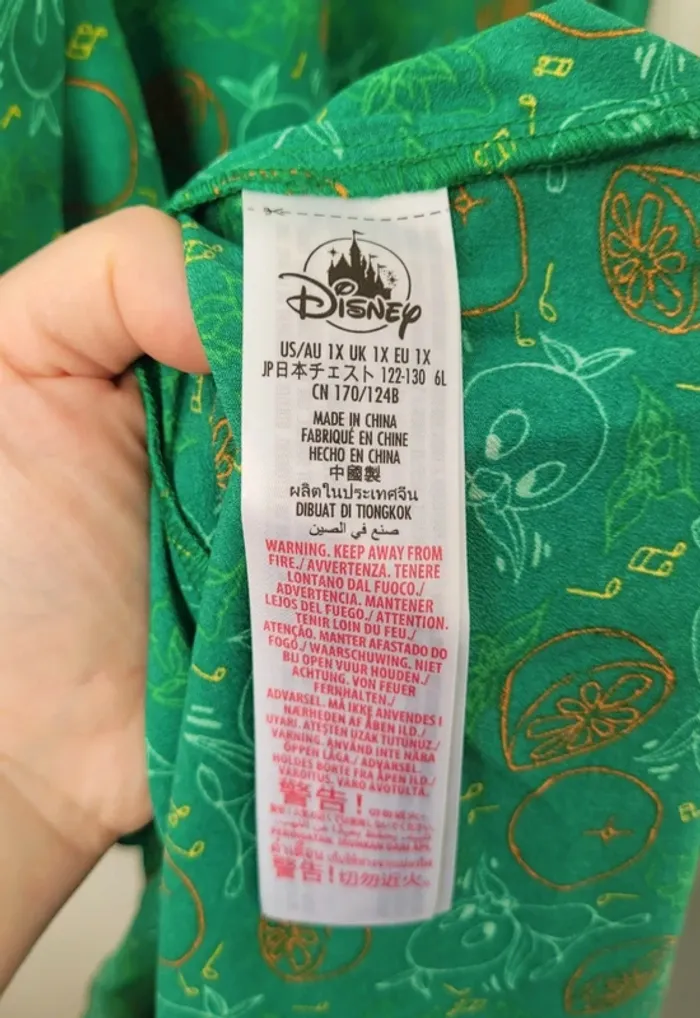 DISNEY
US/AU 1X UK 1X EU 1X
JP日本チェスト 122-130 6L
CN 170/124B
MADE IN CHINA
FABRIQUÉ EN CHINE
HECHO EN CHINA
中國製
ผลิตในประเทศจีน
DIBUAT DI TIONGKOK
صنع في الصين
WARNING. KEEP AWAY FROM
FIRE./ AVVERTENZA. TENERE
LONTANO DAL FUOCO./
ADVERTENCIA. MANTENER
LEJOS DEL FUEGO./ ATTENTION.
TENIR LOIN DU FEU./
ATENÇÃO. MANTER AFASTADO DO
FOGO./ WAARSCHUWING. NIET
BIJ OPEN VUUR HOUDEN./
ACHTUNG. VON FEUER
FERNHALTEN./
ADVARSEL. MÅ IKKE ANVENDES I
NÆRHEDEN AF ÅBEN ILD./
UYARI. ATEŞTEN UZAK TUTUNUZ./
VARNING. ANVÄND INTE NÄRA
ÖPPEN LÅGA./ ADVARSEL.
HOLDES BORTE FRA ÅPEN ILD./
VAROITUS. VARO AVOTULTA.
警告！
警告！切勿近火。